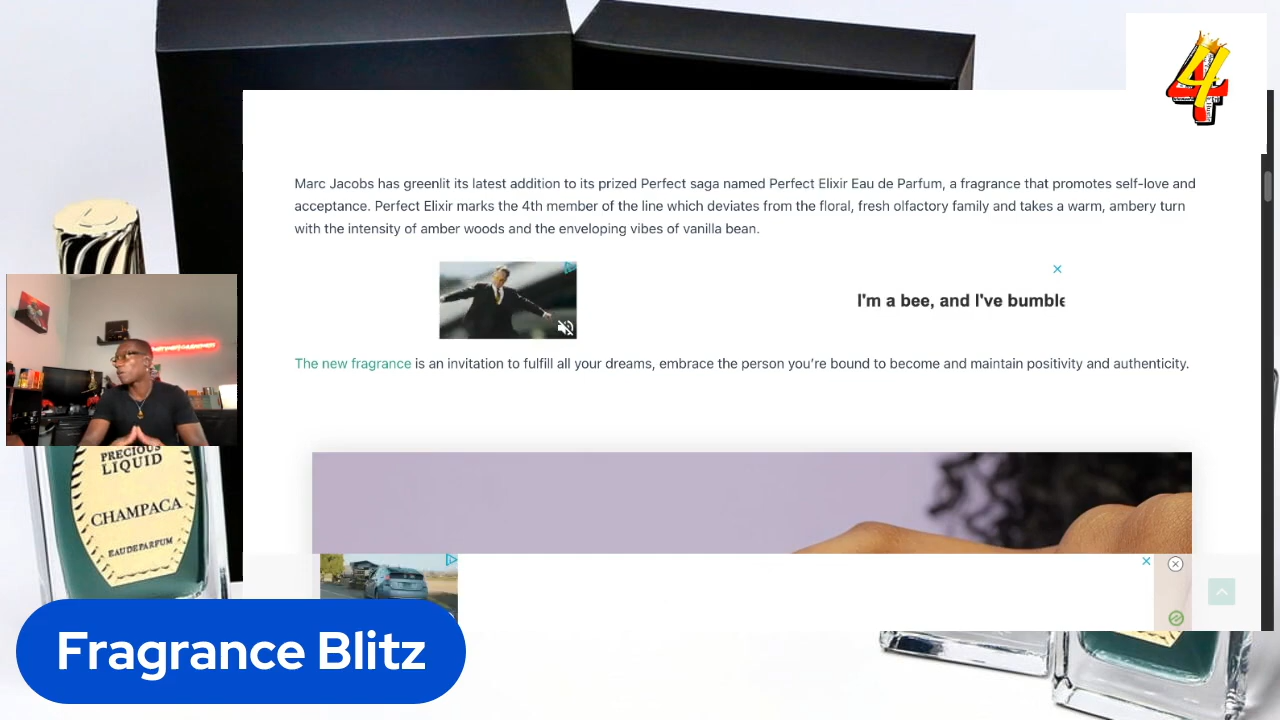 Marc Jacobs has greenlit its latest addition to its prized Perfect saga named Perfect Elixir Eau de Parfum, a fragrance that promotes self-love and
acceptance. Perfect Elixir marks the 4th member of the line which deviates from the floral, fresh olfactory family and takes a warm, ambery turn
with the intensity of amber woods and the enveloping vibes of vanilla bean.
I'm a bee, and I've bumble
The new fragrance is an invitation to fulfill all your dreams, embrace the person you're bound to become and maintain positivity and authenticity.
PRECIOUS
LIQUID
CHAMPACA
EAU DE PARFUM
Fragrance Blitz
4